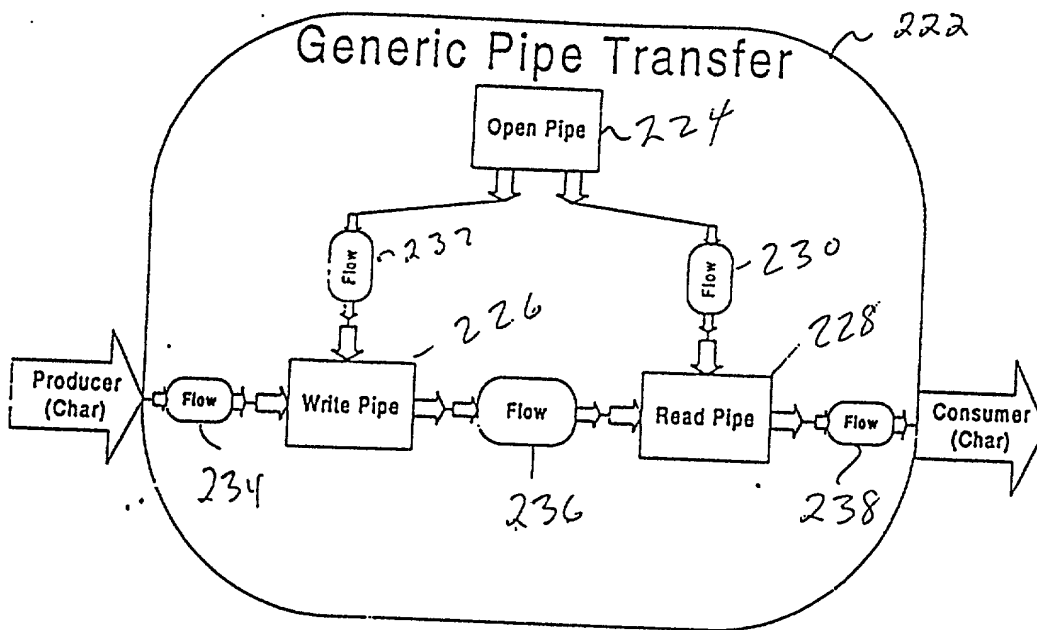 222
Generic Pipe Transfer
Open Pipe
224
Flow
232
Flow
230
226
228
Producer
(Char)
Flow
Write Pipe
Flow
Read Pipe
Flow
Consumer
(Char)
234
236
238